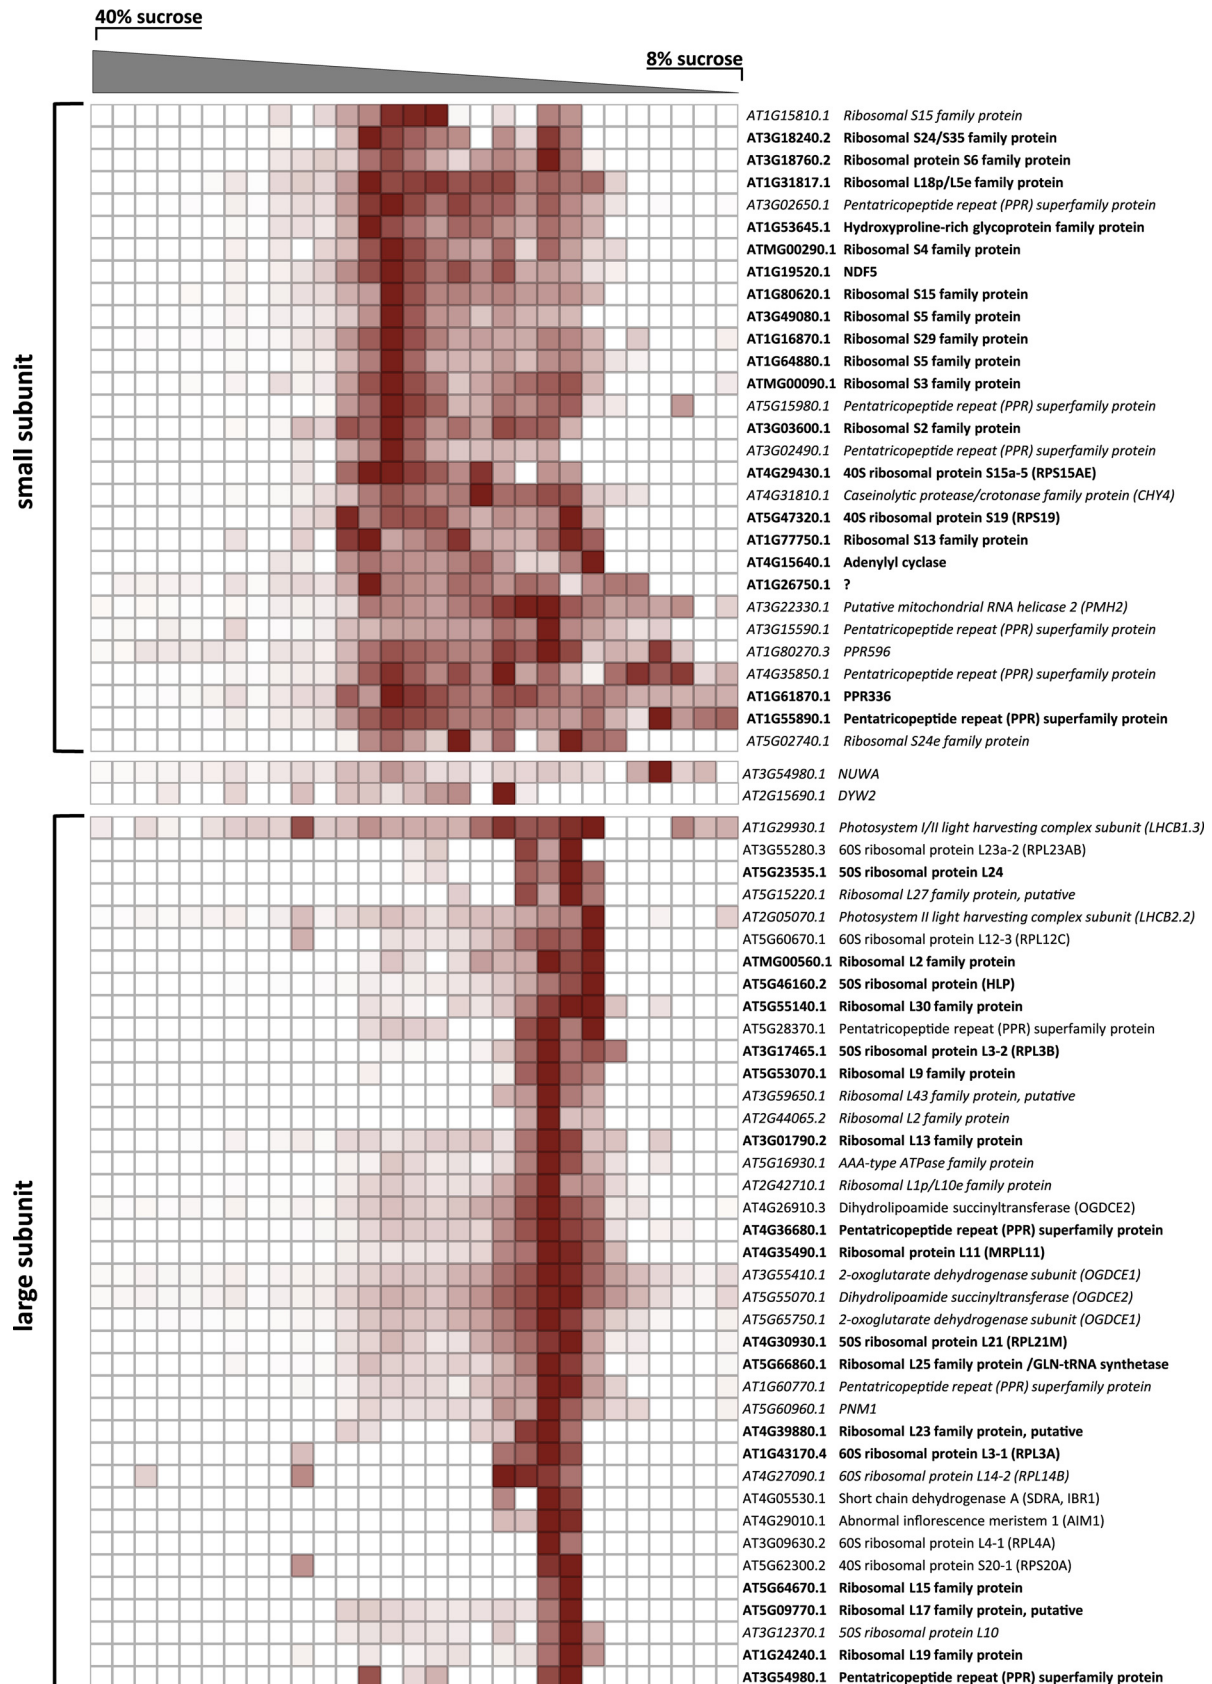 40% sucrose
8% sucrose
small subunit
AT1G15810.1 Ribosomal S15 family protein
AT3G18240.2 Ribosomal S24/S35 family protein
AT3G18760.2 Ribosomal protein S6 family protein
AT1G31817.1 Ribosomal L18p/L5e family protein
AT3G02650.1 Pentatricopeptide repeat (PPR) superfamily protein
AT1G53645.1 Hydroxyproline-rich glycoprotein family protein
ATMG00290.1 Ribosomal S4 family protein
AT1G19520.1 NDF5
AT1G80620.1 Ribosomal S15 family protein
AT3G49080.1 Ribosomal S5 family protein
AT1G16870.1 Ribosomal S29 family protein
AT1G64880.1 Ribosomal S5 family protein
ATMG00090.1 Ribosomal S3 family protein
AT5G15980.1 Pentatricopeptide repeat (PPR) superfamily protein
AT3G03600.1 Ribosomal S2 family protein
AT3G02490.1 Pentatricopeptide repeat (PPR) superfamily protein
AT4G29430.1 40S ribosomal protein S15a-5 (RPS15AE)
AT4G31810.1 Caseinolytic protease/crotonase family protein (CHY4)
AT5G47320.1 40S ribosomal protein S19 (RPS19)
AT1G77750.1 Ribosomal S13 family protein
AT4G15640.1 Adenylyl cyclase
AT1G26750.1 ?
AT3G22330.1 Putative mitochondrial RNA helicase 2 (PMH2)
AT3G15590.1 Pentatricopeptide repeat (PPR) superfamily protein
AT1G80270.3 PPR596
AT4G35850.1 Pentatricopeptide repeat (PPR) superfamily protein
AT1G61870.1 PPR336
AT1G55890.1 Pentatricopeptide repeat (PPR) superfamily protein
AT5G02740.1 Ribosomal S24e family protein
AT3G54980.1 NUWA
AT2G15690.1 DYW2
large subunit
AT1G29930.1 Photosystem I/II light harvesting complex subunit (LHCB1.3)
AT3G55280.3 60S ribosomal protein L23a-2 (RPL23AB)
AT5G23535.1 50S ribosomal protein L24
AT5G15220.1 Ribosomal L27 family protein, putative
AT2G05070.1 Photosystem II light harvesting complex subunit (LHCB2.2)
AT5G60670.1 60S ribosomal protein L12-3 (RPL12C)
ATMG00560.1 Ribosomal L2 family protein
AT5G46160.2 50S ribosomal protein (HLP)
AT5G55140.1 Ribosomal L30 family protein
AT5G28370.1 Pentatricopeptide repeat (PPR) superfamily protein
AT3G17465.1 50S ribosomal protein L3-2 (RPL3B)
AT5G53070.1 Ribosomal L9 family protein
AT3G59650.1 Ribosomal L43 family protein, putative
AT2G44065.2 Ribosomal L2 family protein
AT3G01790.2 Ribosomal L13 family protein
AT5G16930.1 AAA-type ATPase family protein
AT2G42710.1 Ribosomal L1p/L10e family protein
AT4G26910.3 Dihydrolipoamide succinyltransferase (OGDCE2)
AT4G36680.1 Pentatricopeptide repeat (PPR) superfamily protein
AT4G35490.1 Ribosomal protein L11 (MRPL11)
AT3G55410.1 2-oxoglutarate dehydrogenase subunit (OGDCE1)
AT5G55070.1 Dihydrolipoamide succinyltransferase (OGDCE2)
AT5G65750.1 2-oxoglutarate dehydrogenase subunit (OGDCE1)
AT4G30930.1 50S ribosomal protein L21 (RPL21M)
AT5G66860.1 Ribosomal L25 family protein /GLN-tRNA synthetase
AT1G60770.1 Pentatricopeptide repeat (PPR) superfamily protein
AT5G60960.1 PNM1
AT4G39880.1 Ribosomal L23 family protein, putative
AT1G43170.4 60S ribosomal protein L3-1 (RPL3A)
AT4G27090.1 60S ribosomal protein L14-2 (RPL14B)
AT4G05530.1 Short chain dehydrogenase A (SDRA, IBR1)
AT4G29010.1 Abnormal inflorescence meristem 1 (AIM1)
AT3G09630.2 60S ribosomal protein L4-1 (RPL4A)
AT5G62300.2 40S ribosomal protein S20-1 (RPS20A)
AT5G64670.1 Ribosomal L15 family protein
AT5G09770.1 Ribosomal L17 family protein, putative
AT3G12370.1 50S ribosomal protein L10
AT1G24240.1 Ribosomal L19 family protein
AT3G54980.1 Pentatricopeptide repeat (PPR) superfamily protein